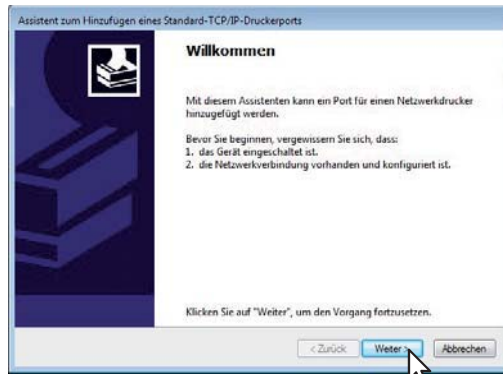 Assistent zum Hinzufügen eines Standard-TCP/IP-Druckerports
Willkommen
Mit diesem Assistenten kann ein Port für einen Netzwerkdrucker
hinzugefügt werden.
Bevor Sie beginnen, vergewissern Sie sich, dass:
1. das Gerät eingeschaltet ist.
2. die Netzwerkverbindung vorhanden und konfiguriert ist.
Klicken Sie auf "Weiter", um den Vorgang fortzusetzen.
< Zurück Weiter > Abbrechen